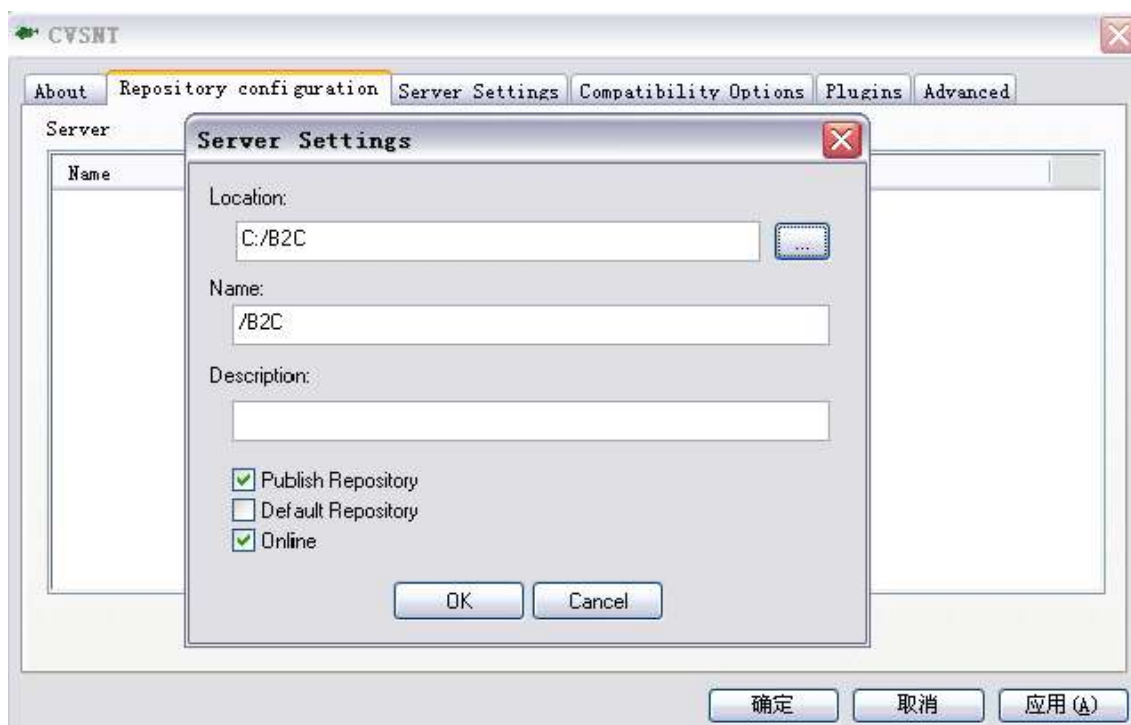 CVSNT
About Repository configuration Server Settings Compatibility Options Plugins Advanced
Server
Name
Server Settings
Location:
C:/B2C
...
Name:
/B2C
Description:
Publish Repository
Default Repository
Online
OK Cancel
确定 取消 应用(A)